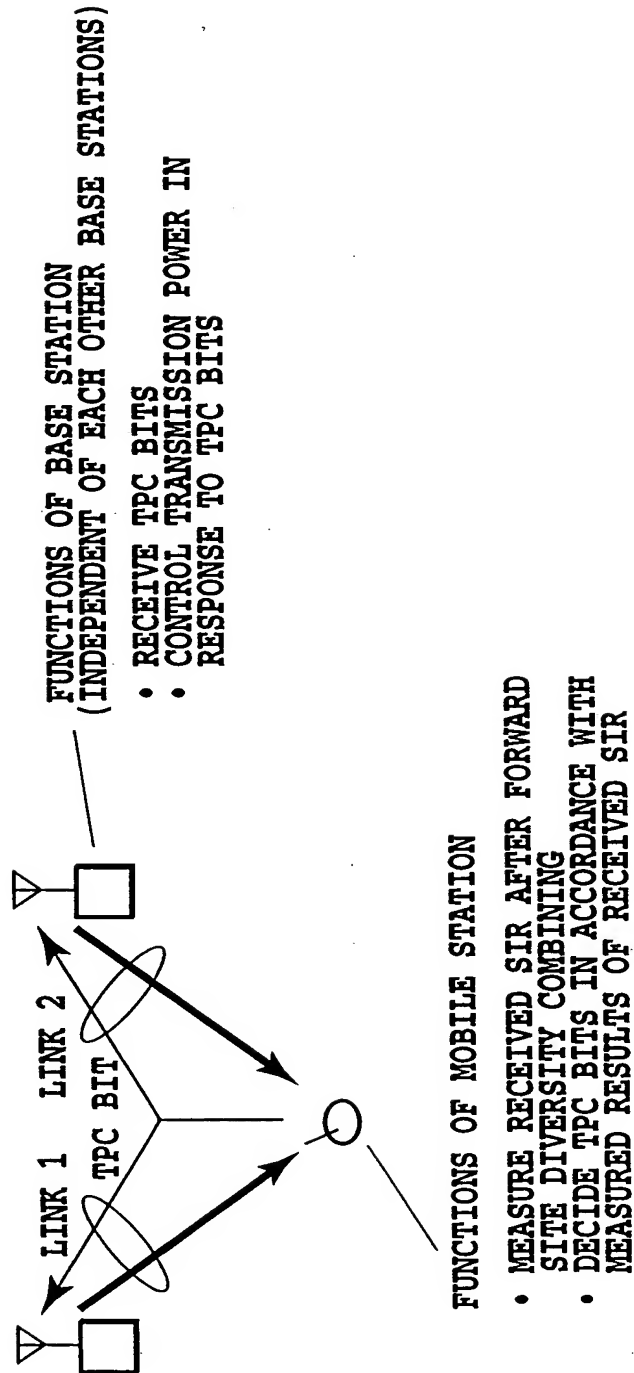 LINK 1 LINK 2
TPC BIT
FUNCTIONS OF BASE STATION
(INDEPENDENT OF EACH OTHER BASE STATIONS)
• RECEIVE TPC BITS
• CONTROL TRANSMISSION POWER IN
RESPONSE TO TPC BITS
FUNCTIONS OF MOBILE STATION
• MEASURE RECEIVED SIR AFTER FORWARD
SITE DIVERSITY COMBINING
• DECIDE TPC BITS IN ACCORDANCE WITH
MEASURED RESULTS OF RECEIVED SIR